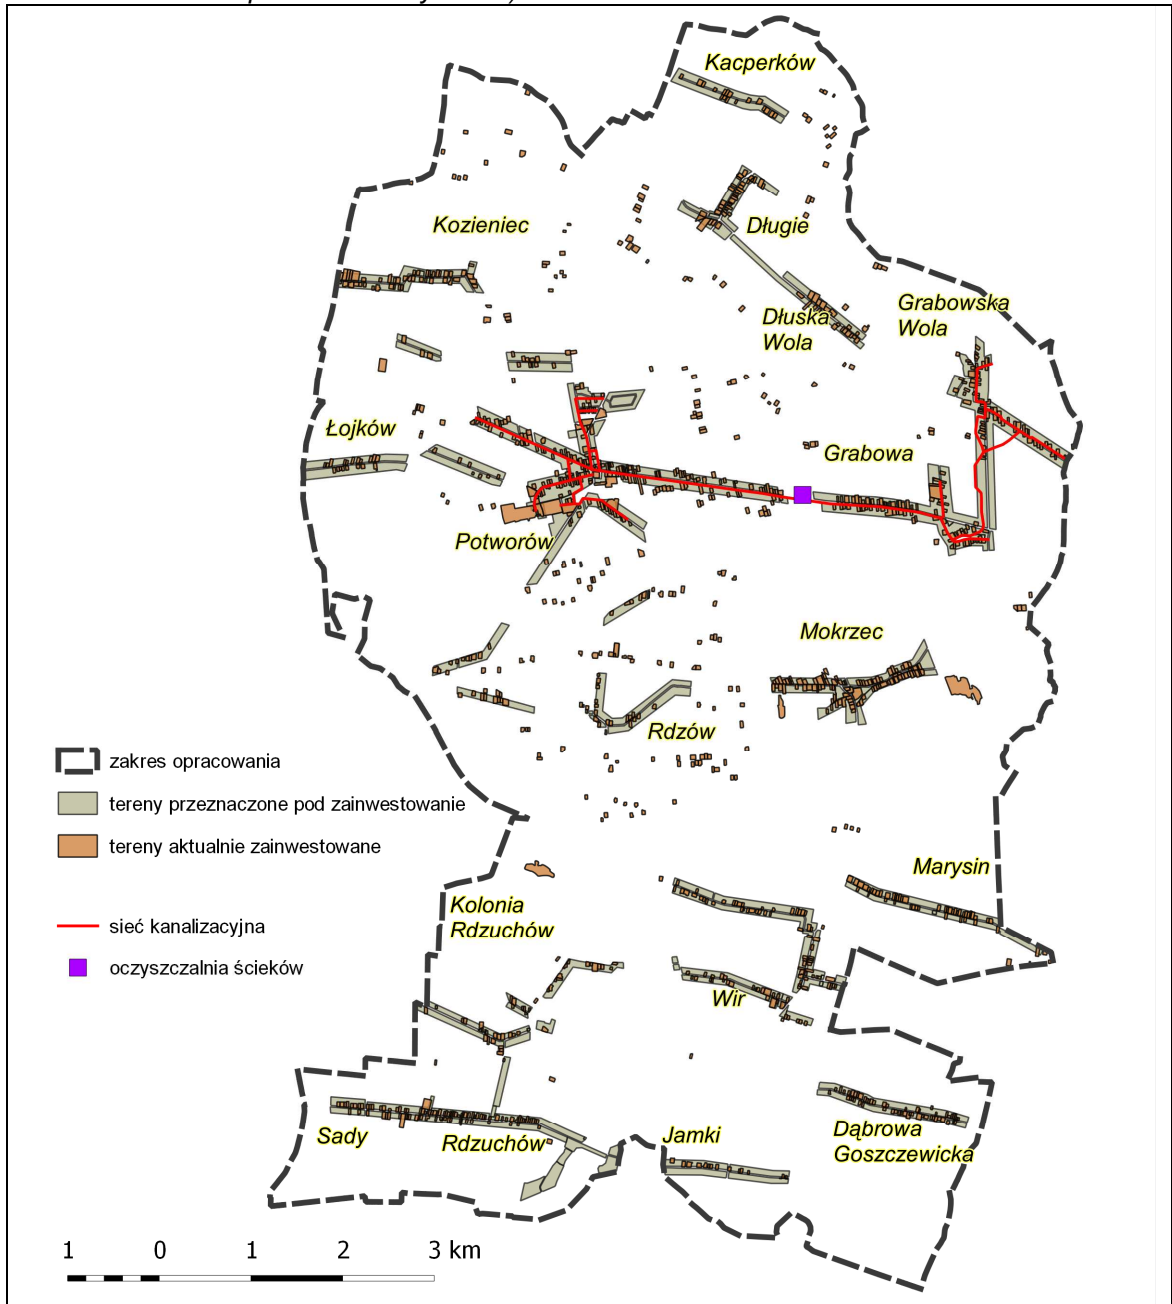 Kacperków
Kozieniec
Długie
Grabowska
Wola
Dłuska
Wola
Łojków
Grabowa
Potworów
Mokrzec
Rdzów
zakres opracowania
tereny przeznaczone pod zainwestowanie
tereny aktualnie zainwestowane
Marysin
Kolonia
Rdzuchów
sieć kanalizacyjna
oczyszczalnia ścieków
Wir
Sady
Rdzuchów
Jamki
Dąbrowa
Goszczewicka
1 0 1 2 3 km